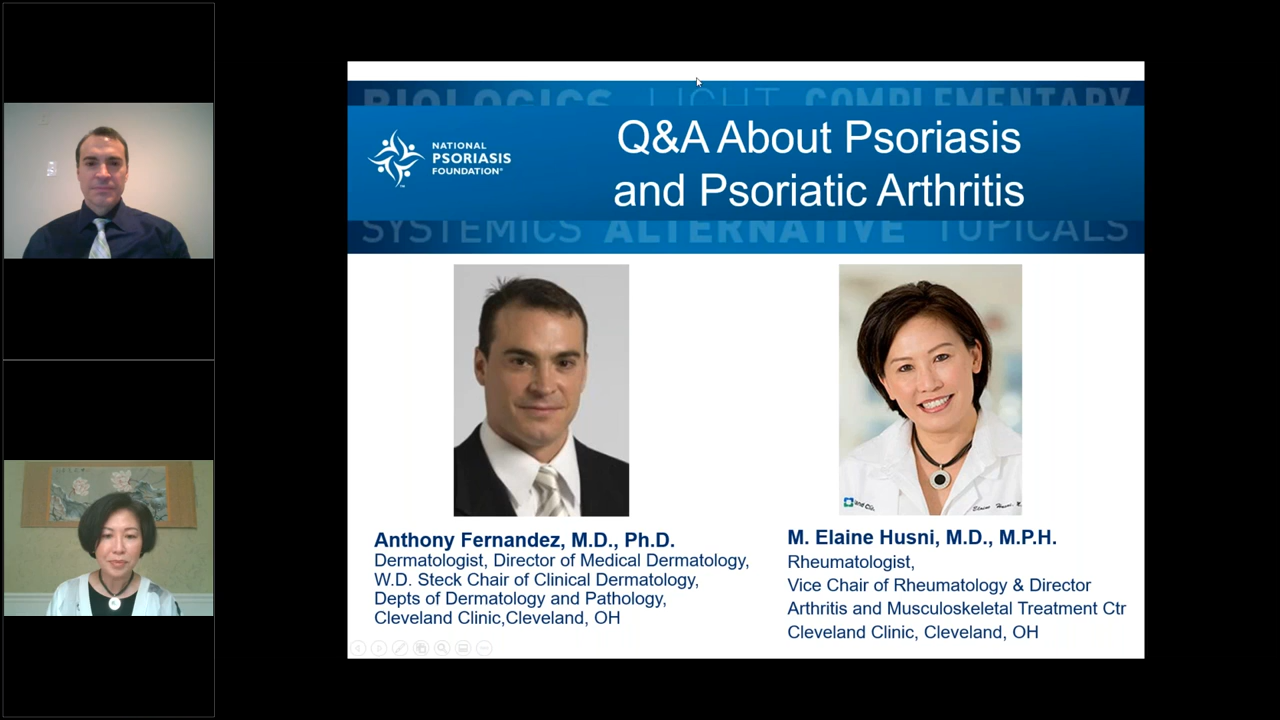 BIOLOGICS LIGHT COMPLEMENTARY
NATIONAL
PSORIASIS
FOUNDATION®
Q&A About Psoriasis
and Psoriatic Arthritis
SYSTEMICS ALTERNATIVE TOPICALS
Anthony Fernandez, M.D., Ph.D.
Dermatologist, Director of Medical Dermatology,
W.D. Steck Chair of Clinical Dermatology,
Depts of Dermatology and Pathology,
Cleveland Clinic,Cleveland, OH
M. Elaine Husni, M.D., M.P.H.
Rheumatologist,
Vice Chair of Rheumatology & Director
Arthritis and Musculoskeletal Treatment Ctr
Cleveland Clinic, Cleveland, OH